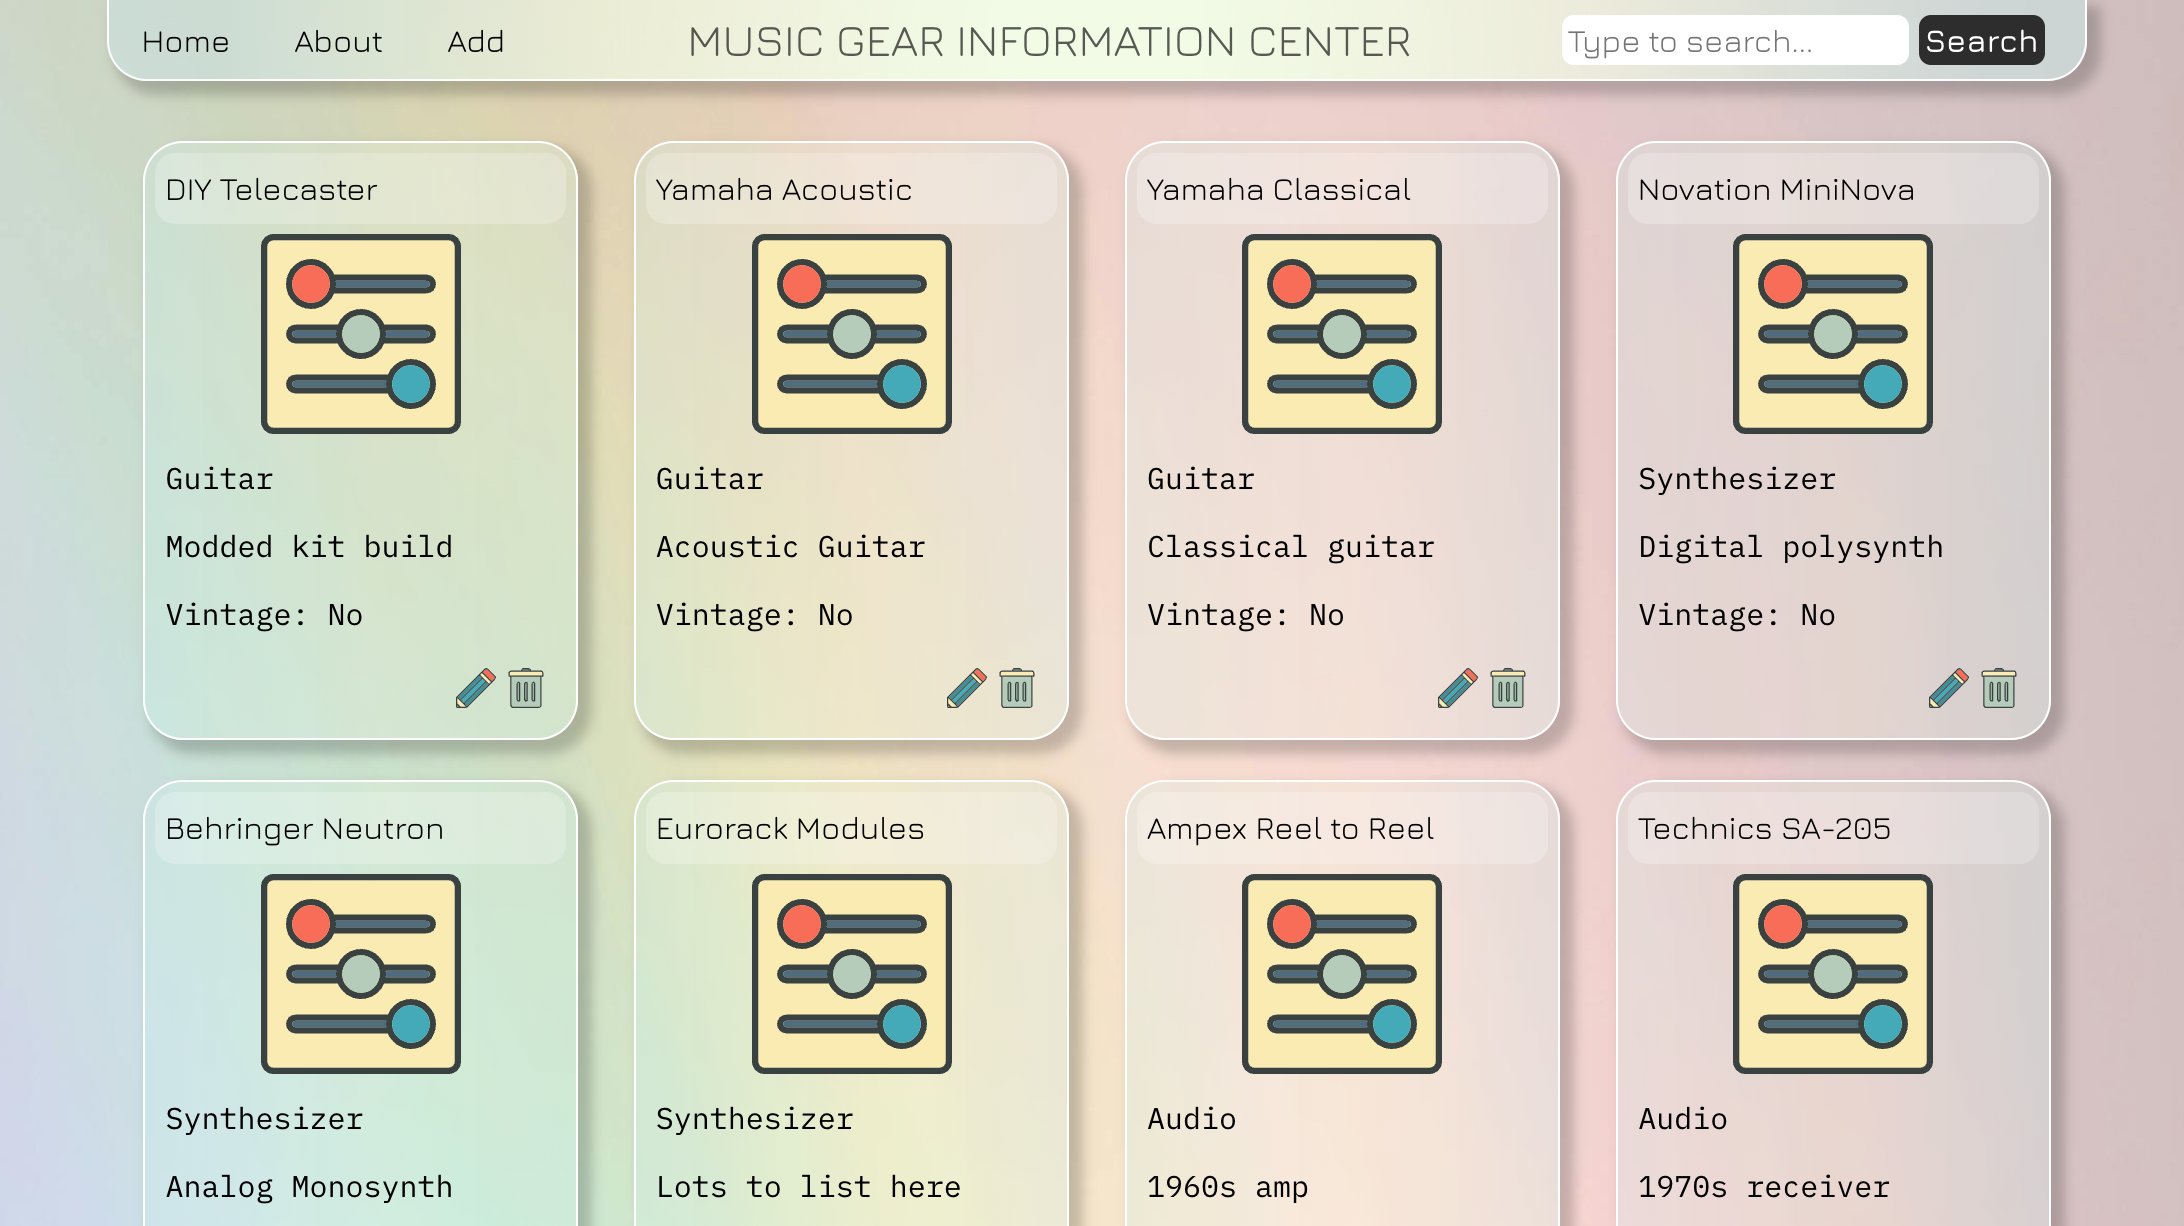 Home About Add MUSIC GEAR INFORMATION CENTER Type to search... Search
DIY Telecaster
Guitar
Modded kit build
Vintage: No
Yamaha Acoustic
Guitar
Acoustic Guitar
Vintage: No
Yamaha Classical
Guitar
Classical guitar
Vintage: No
Novation MiniNova
Synthesizer
Digital polysynth
Vintage: No
Behringer Neutron
Synthesizer
Analog Monosynth
Eurorack Modules
Synthesizer
Lots to list here
Ampex Reel to Reel
Audio
1960s amp
Technics SA-205
Audio
1970s receiver